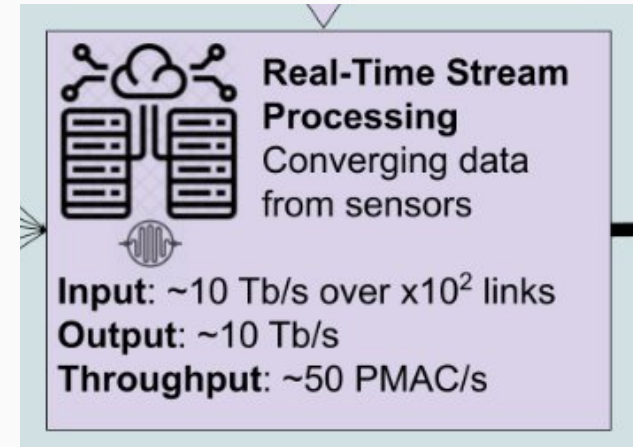 Real-Time Stream
Processing
Converging data
from sensors
Input: ~10 Tb/s over x10² links
Output: ~10 Tb/s
Throughput: ~50 PMAC/s